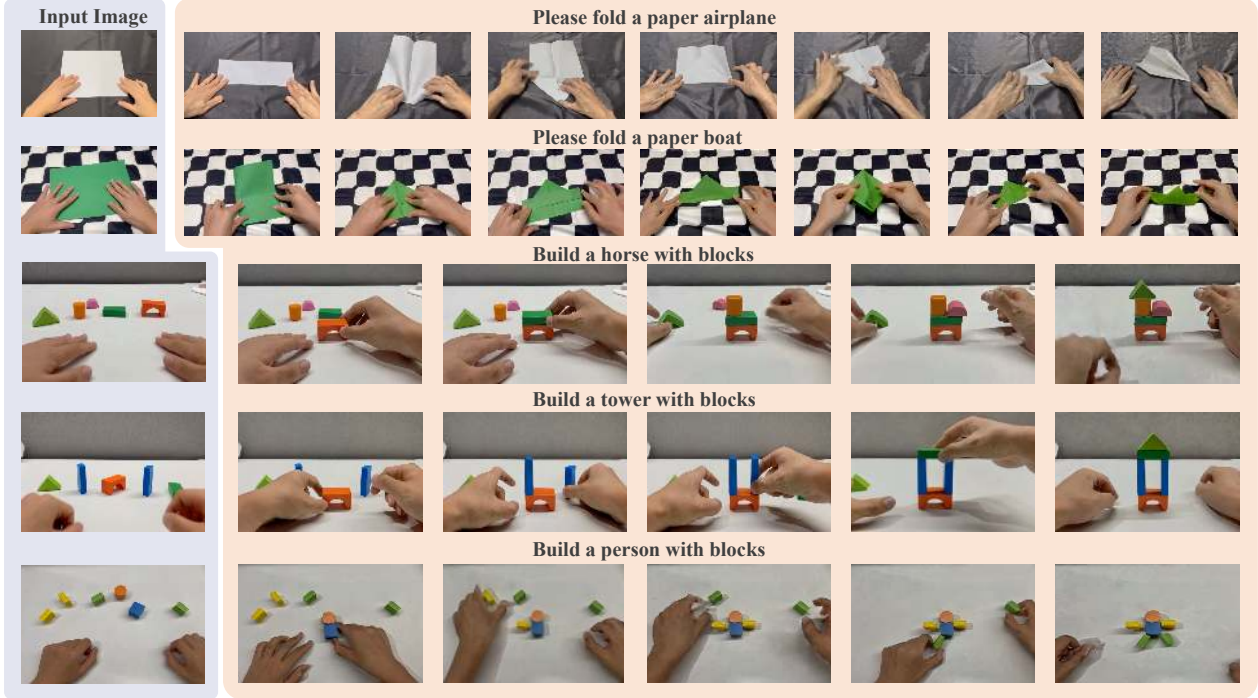 Input Image
Please fold a paper airplane
Please fold a paper boat
Build a horse with blocks
Build a tower with blocks
Build a person with blocks